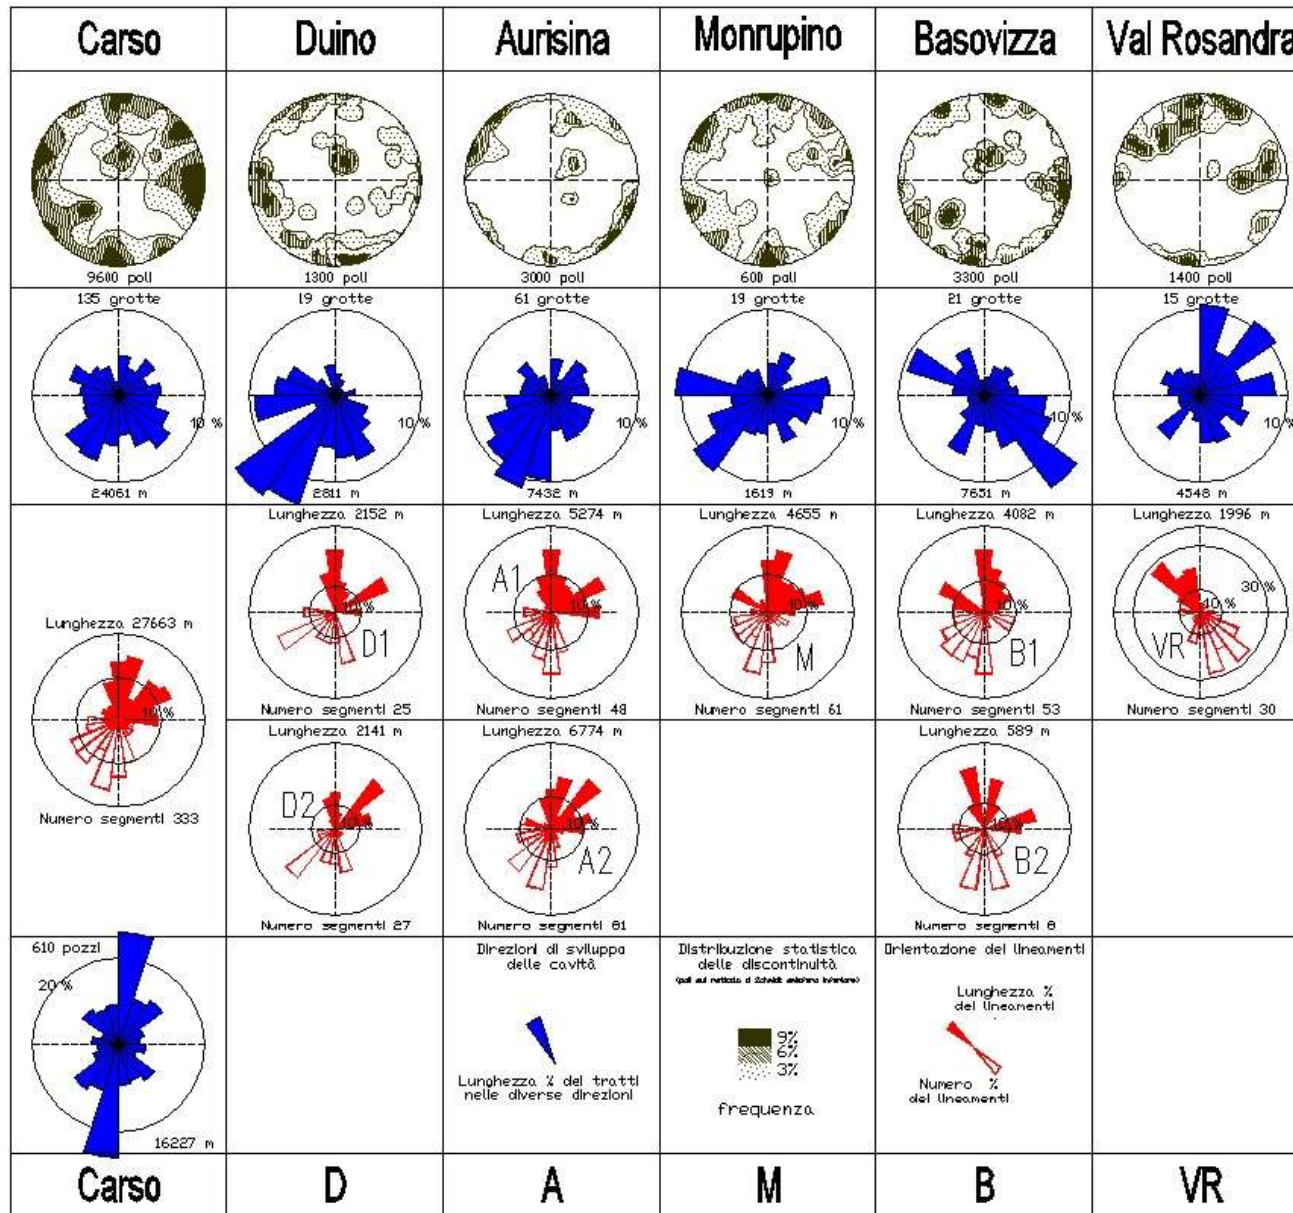 Carso Duino Aurisina Monrupino Basovizza Val Rosandra
9600 poli 1300 poli 3000 poli 600 poli 3300 poli 1400 poli
135 grotte 19 grotte 61 grotte 19 grotte 21 grotte 15 grotte
10 % 10 % 10 % 10 % 10 % 10 %
24061 m 2811 m 7432 m 1619 m 7651 m 4548 m
Lunghezza 2152 m Lunghezza 5274 m Lunghezza 4655 m Lunghezza 4082 m Lunghezza 1996 m
10 % D1
A1 10 %
10 % M
10 % B1
30 % 10 % VR
Numero segmenti 25 Numero segmenti 48 Numero segmenti 61 Numero segmenti 53 Numero segmenti 30
Lunghezza 27663 m
10 %
Numero segmenti 333
Lunghezza 2141 m Lunghezza 6774 m Lunghezza 589 m
D2 10 %
10 % A2
10 % B2
Numero segmenti 27 Numero segmenti 81 Numero segmenti 8
610 pozzi
20 %
16227 m
Direzioni di sviluppo
delle cavità
Lunghezza % dei tratti
nelle diverse direzioni
Distribuzione statistica
delle discontinuità
9%
6%
3%
frequenza
Orientazione dei lineamenti
Lunghezza %
dei lineamenti
Numero %
dei lineamenti
Carso D A M B VR